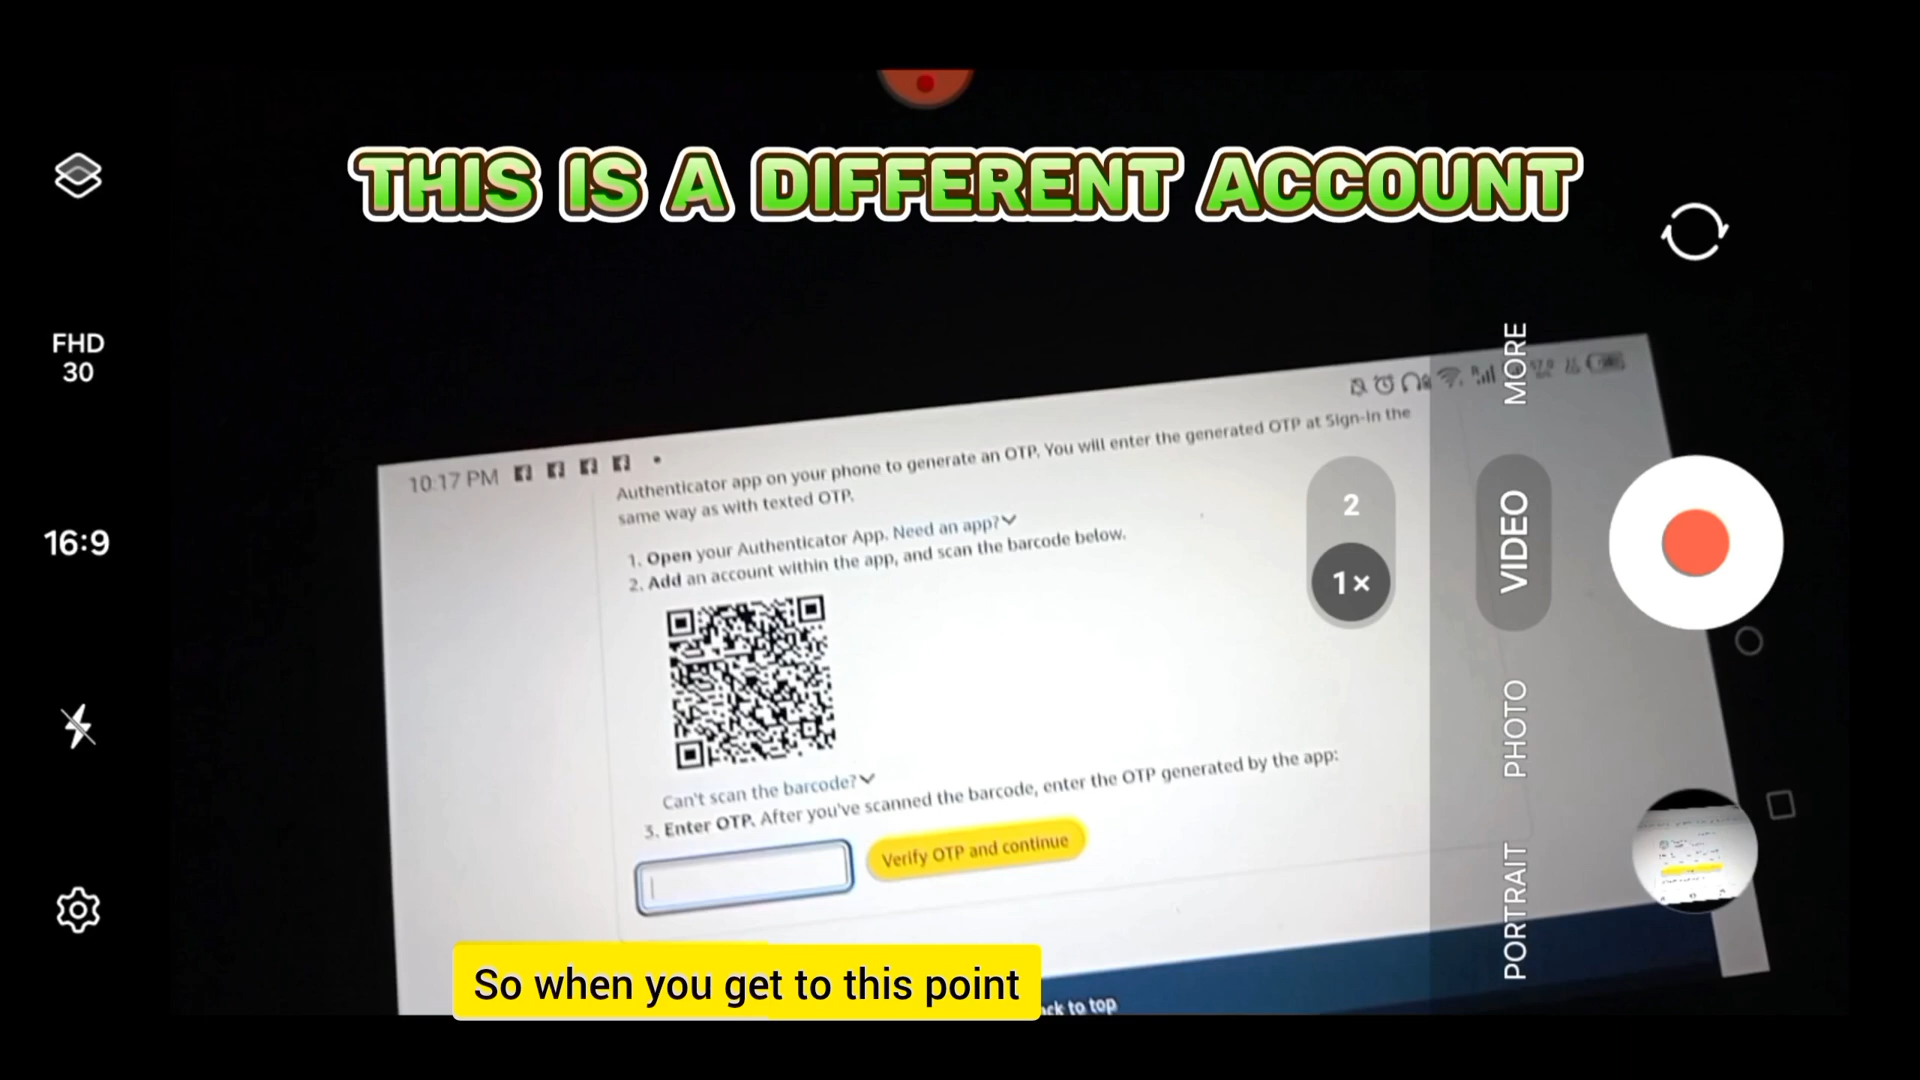 THIS IS A DIFFERENT ACCOUNT
FHD
30
16:9
10:17 PM
Authenticator app on your phone to generate an OTP. You will enter the generated OTP at Sign-In the
same way as with texted OTP.
1. Open your Authenticator App. Need an app?
2. Add an account within the app, and scan the barcode below.
Can't scan the barcode?
3. Enter OTP. After you've scanned the barcode, enter the OTP generated by the app:
Verify OTP and continue
to top
So when you get to this point
2
1×
MORE
VIDEO
PHOTO
PORTRAIT